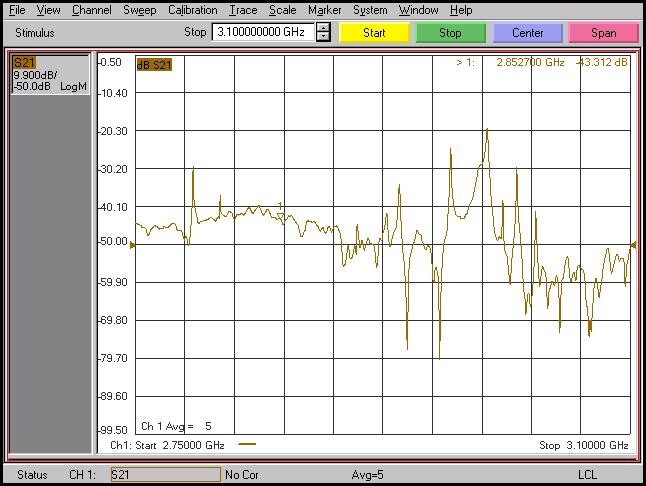 File View Channel Sweep Calibration Trace Scale Marker System Window Help
Stimulus Stop 3.100000000 GHz Start Stop Center Span
S21
9.900dB/
-50.0dB LogM
dB S21
> 1: 2.852700 GHz -43.312 dB
-0.50
-10.40
-20.30
-30.20
-40.10
1
-50.00
-59.90
-69.80
-79.70
-89.60
-99.50
Ch 1 Avg = 5
Ch1: Start 2.75000 GHz Stop 3.10000 GHz
Status CH 1: S21 No Cor Avg=5 LCL